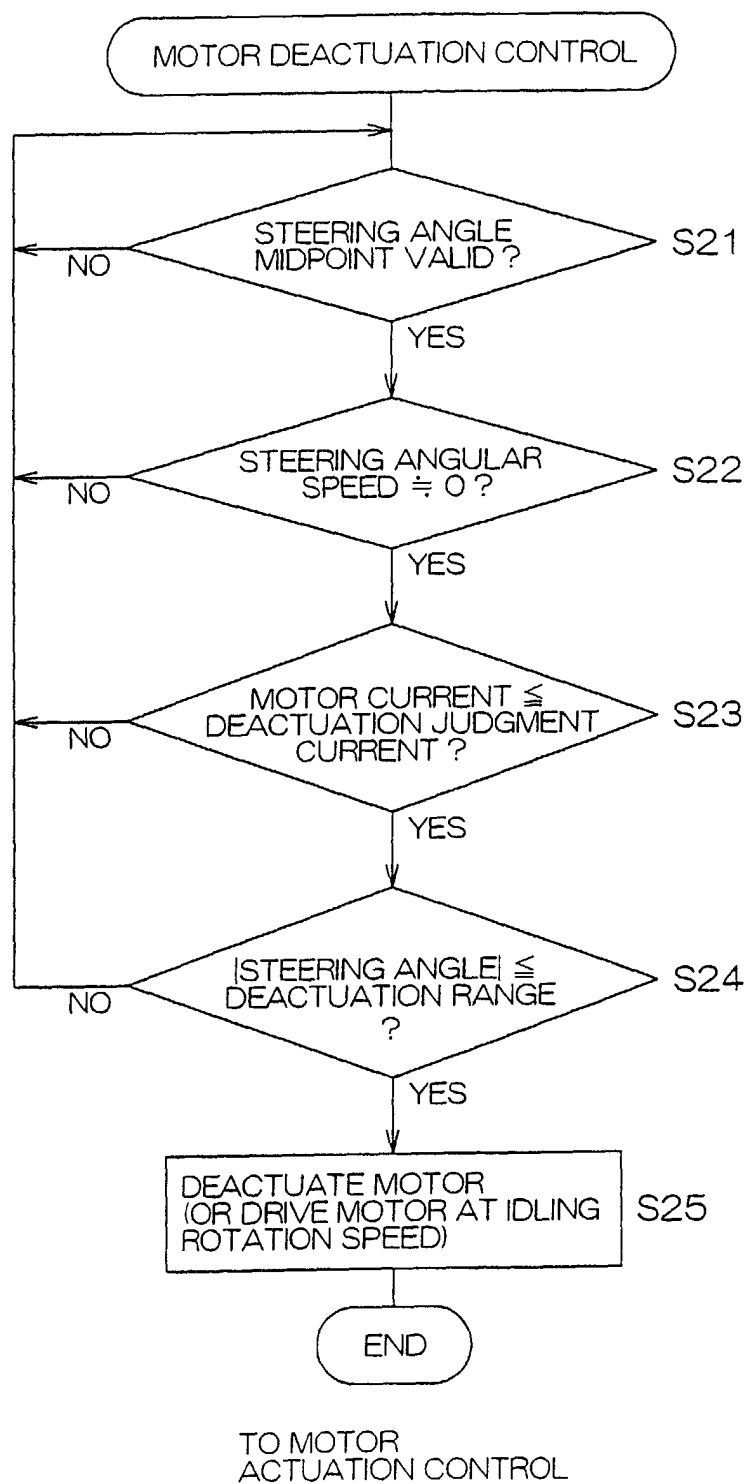 MOTOR DEACTUATION CONTROL
STEERING ANGLE
MIDPOINT VALID ?
S21
NO
YES
STEERING ANGULAR
SPEED ≒ 0 ?
S22
NO
YES
MOTOR CURRENT ≦
DEACTUATION JUDGMENT
CURRENT ?
S23
NO
YES
|STEERING ANGLE| ≦
DEACTUATION RANGE
?
S24
NO
YES
DEACTUATE MOTOR
(OR DRIVE MOTOR AT IDLING
ROTATION SPEED)
S25
END
TO MOTOR
ACTUATION CONTROL